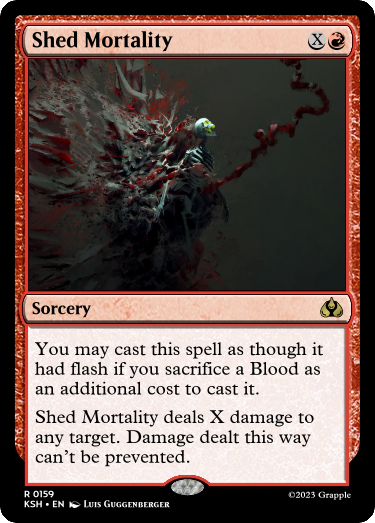 Shed Mortality X
Sorcery
You may cast this spell as though it
had flash if you sacrifice a Blood as
an additional cost to cast it.
Shed Mortality deals X damage to
any target. Damage dealt this way
can't be prevented.
R 0159
KSH • EN Luis Guggenberger
©2023 Grapple